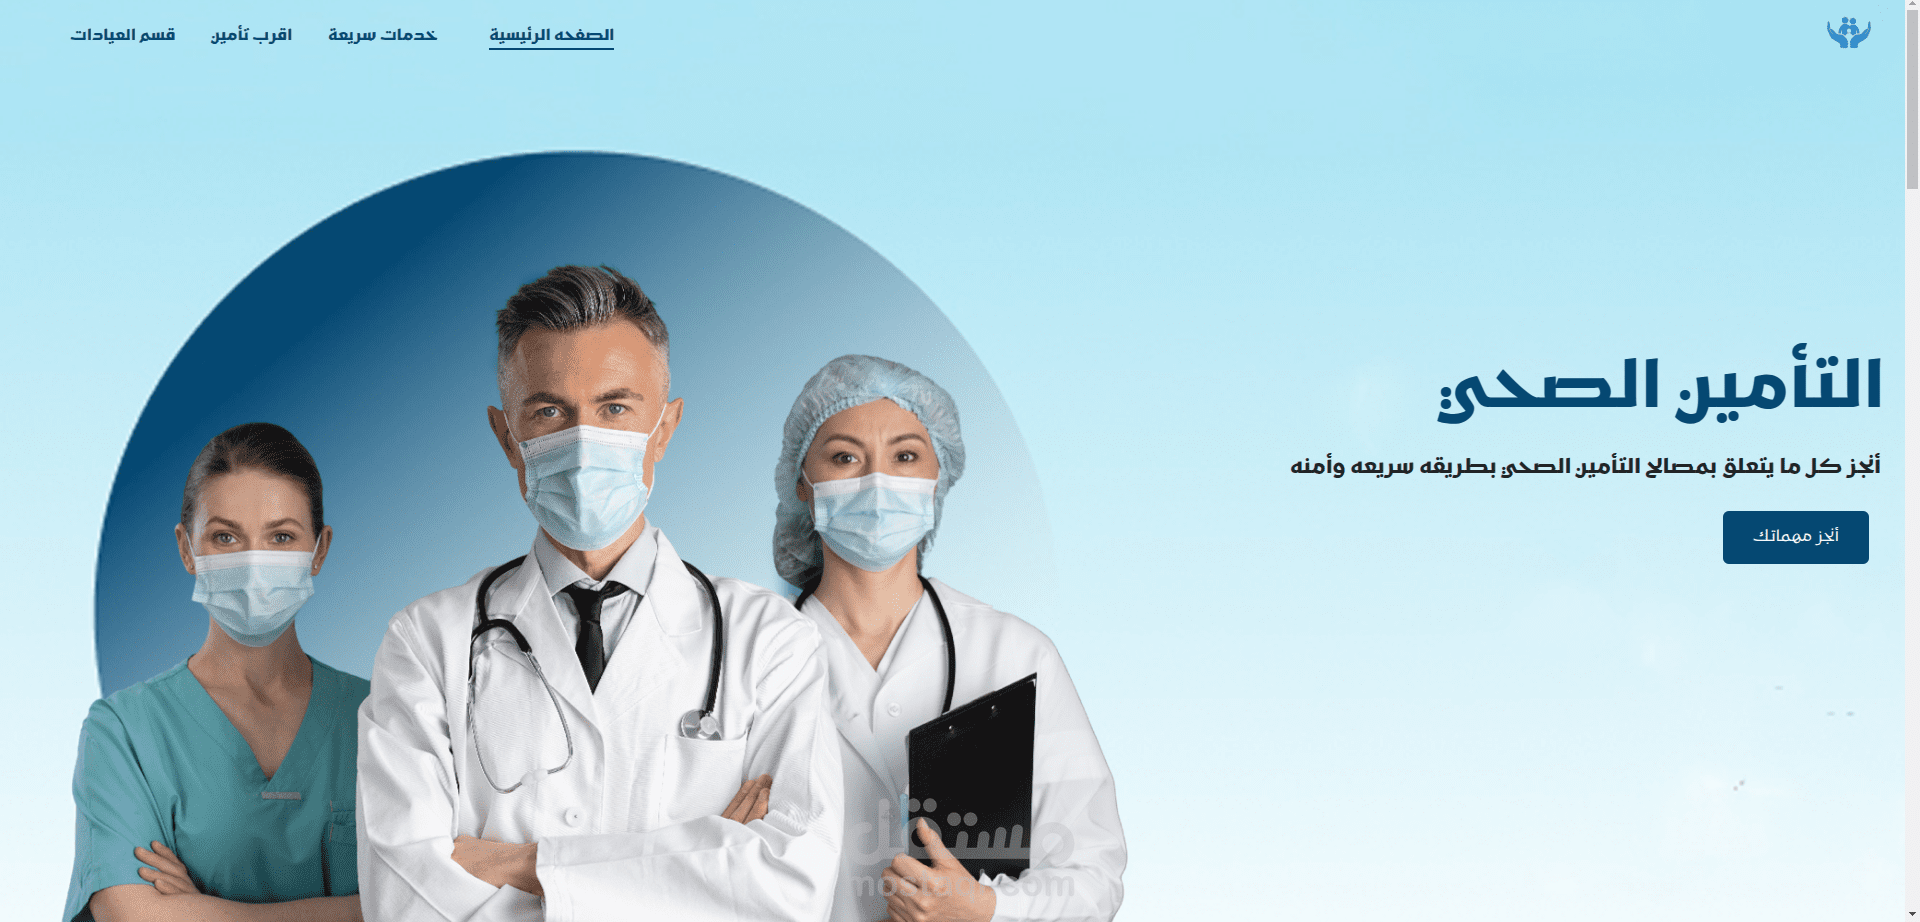 الصفحه الرئيسية
خدمات سريعة
اقرب تأمين
قسم العيادات
التأمين الصحي
أنجز كل ما يتعلق بمصالح التأمين الصحي بطريقه سريعه وأمنه
أنجز مهماتك
مستقل
mostaql.com